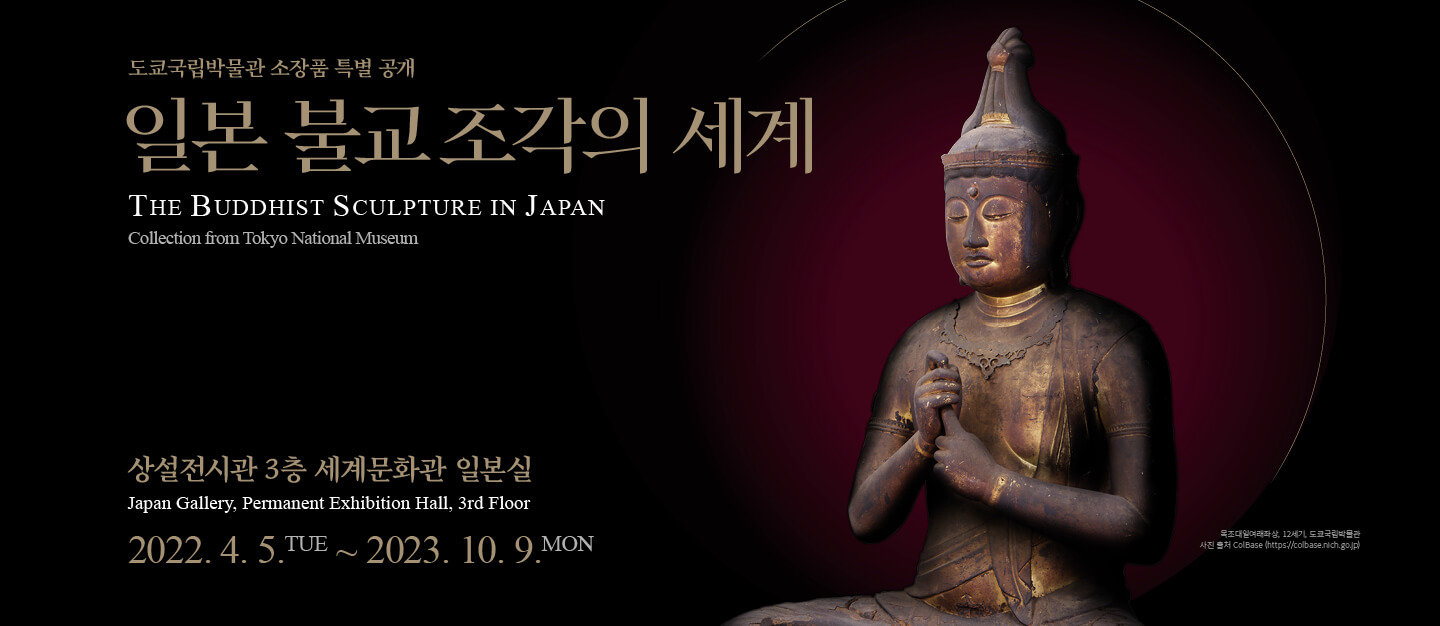 도쿄국립박물관 소장품 특별 공개
일본 불교조각의 세계
THE BUDDHIST SCULPTURE IN JAPAN
Collection from Tokyo National Museum
상설전시관 3층 세계문화관 일본실
Japan Gallery, Permanent Exhibition Hall, 3rd Floor
2022. 4. 5. TUE ~ 2023. 10. 9. MON
목조대일여래좌상, 12세기, 도쿄국립박물관
사진 출처 ColBase (https://colbase.nich.go.jp)